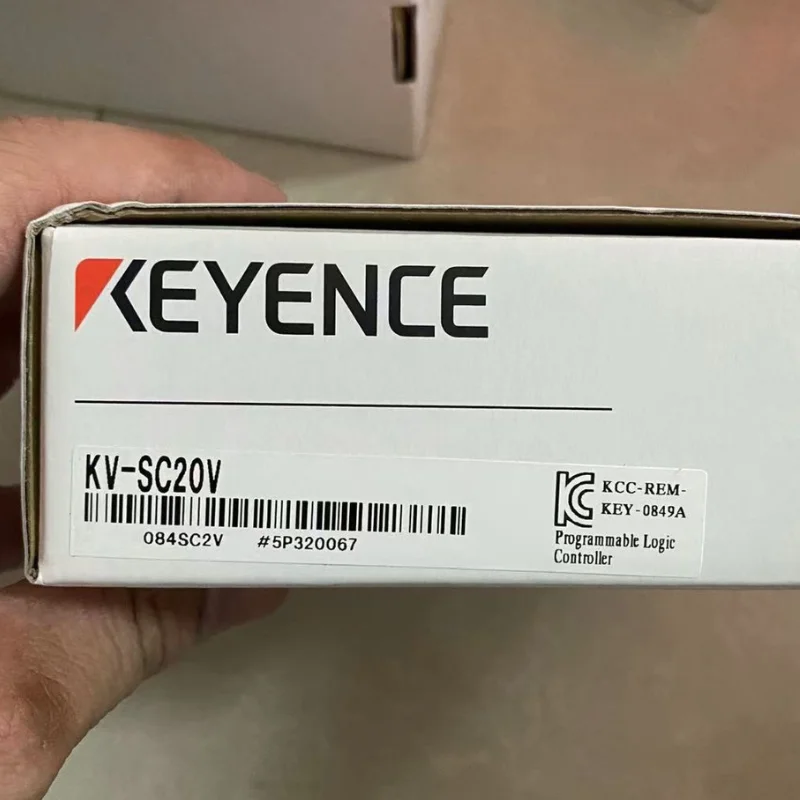 KEYENCE
KV-SC20V
084SC2V #5P320067
KCC-REM-
KEY-0849A
Programmable Logic
Controller